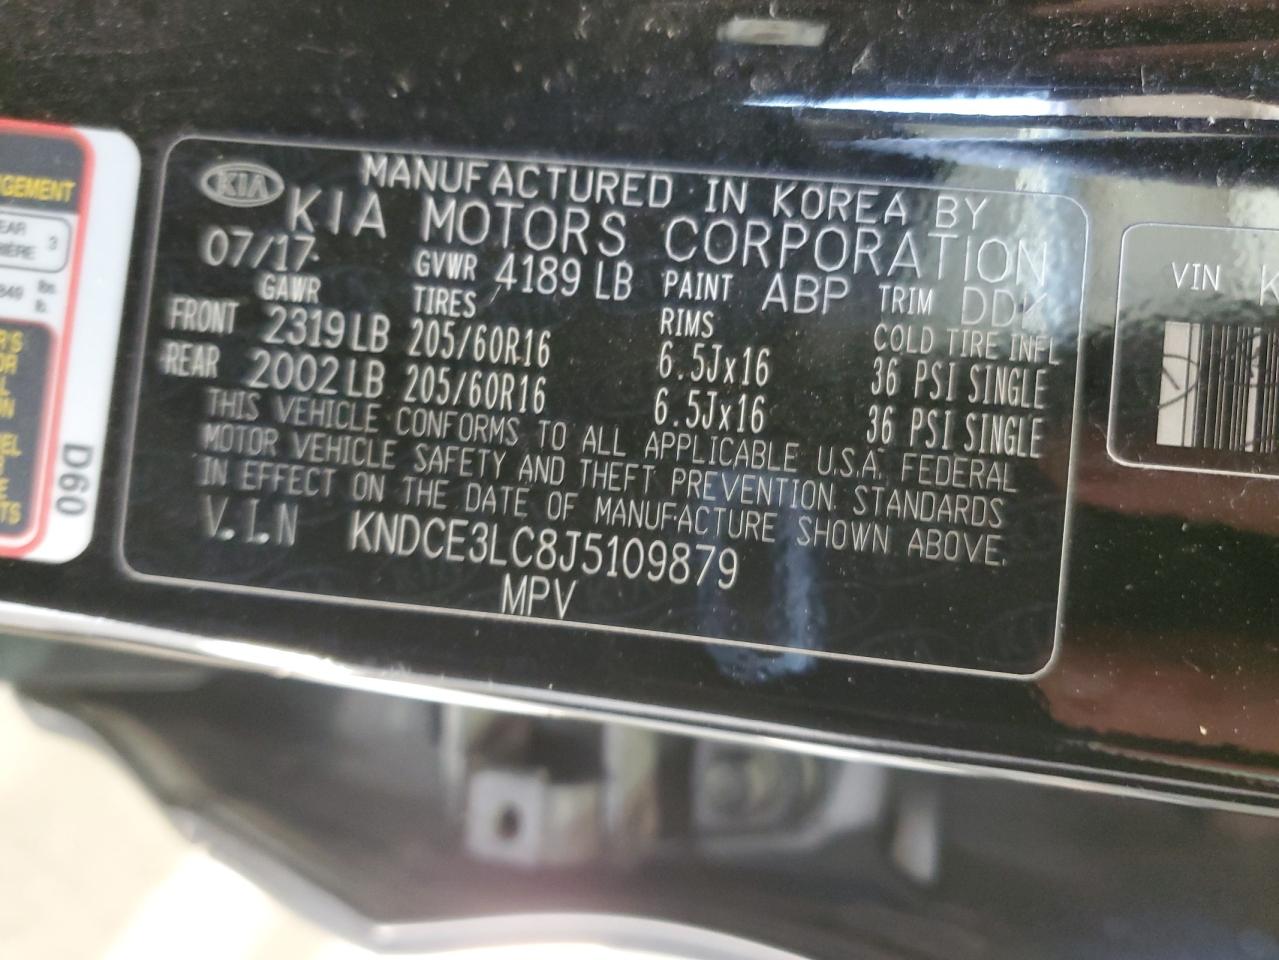 KIA
MANUFACTURED IN KOREA BY
KIA MOTORS CORPORATION
07/17 GVWR 4189 LB PAINT ABP TRIM DDK
GAWR TIRES RIMS COLD TIRE INFL
FRONT 2319 LB 205/60R16 6.5Jx16 36 PSI SINGLE
REAR 2002 LB 205/60R16 6.5Jx16 36 PSI SINGLE
THIS VEHICLE CONFORMS TO ALL APPLICABLE U.S.A. FEDERAL
MOTOR VEHICLE SAFETY AND THEFT PREVENTION STANDARDS
IN EFFECT ON THE DATE OF MANUFACTURE SHOWN ABOVE.
V.I.N KNDCE3LC8J5109879
MPV
VIN K
3
lbs
D60